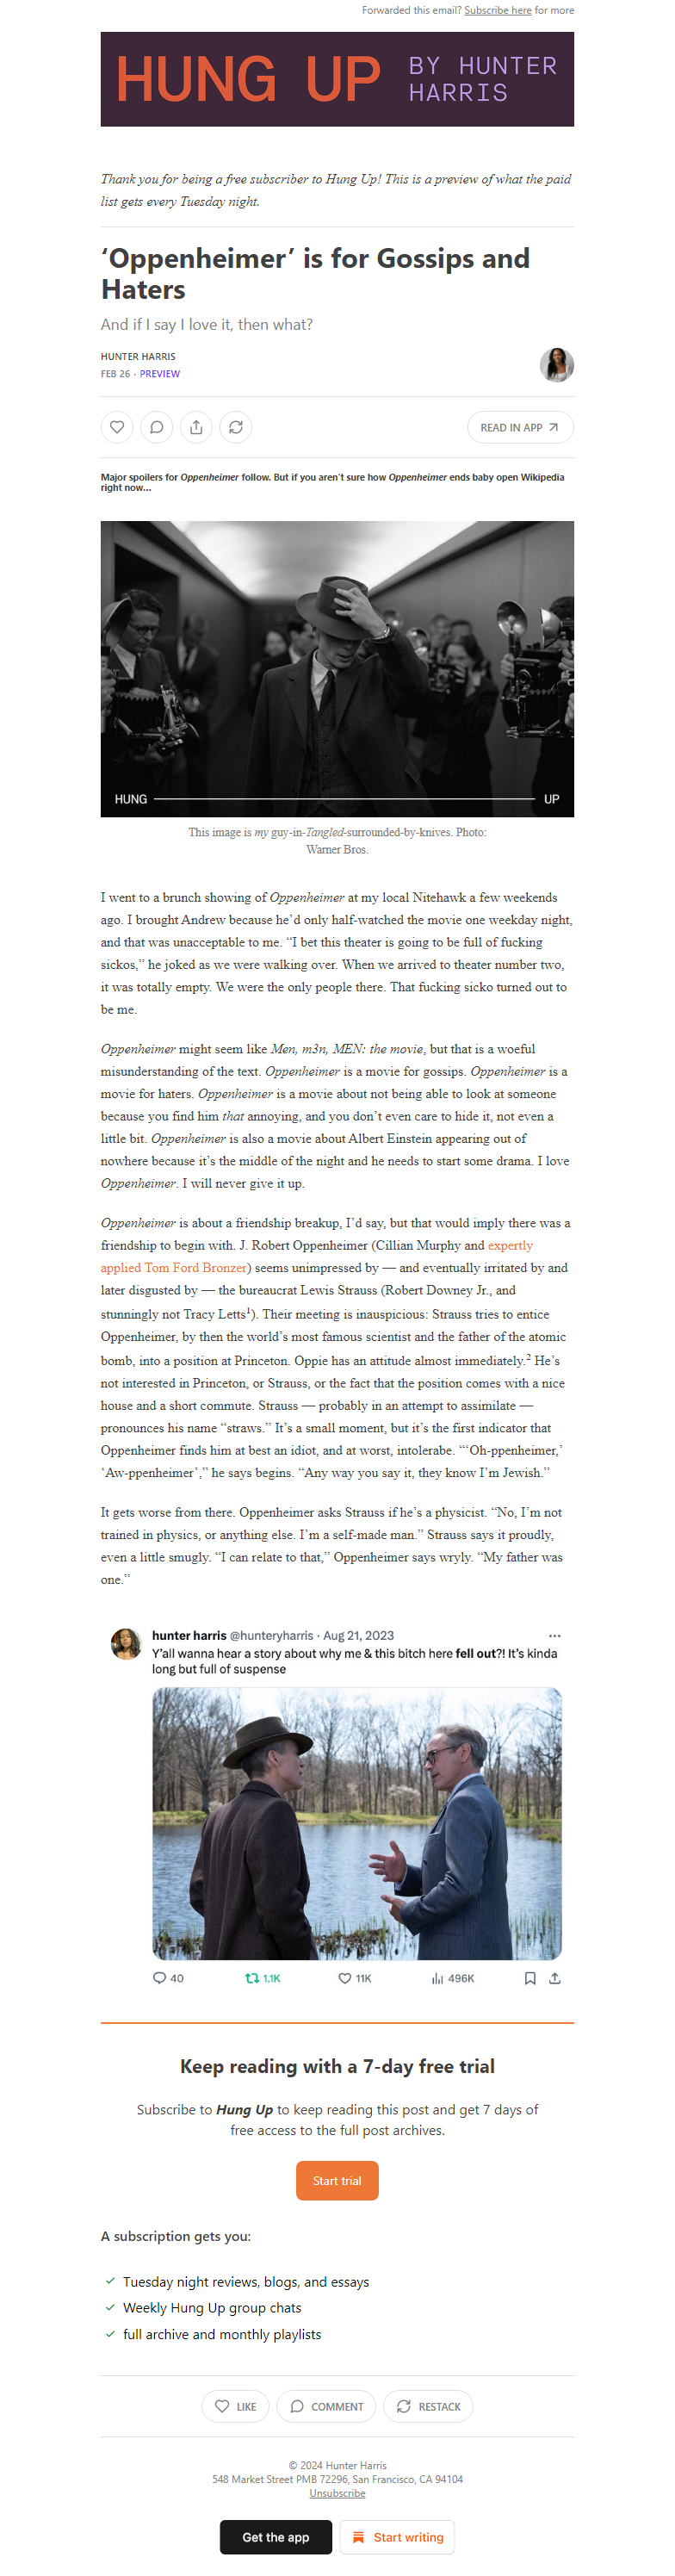 Forwarded this email? Subscribe here for more
HUNG UP
BY HUNTER
HARRIS
Thank you for being a free subscriber to Hung Up! This is a preview of what the paid
list gets every Tuesday night.
‘Oppenheimer’ is for Gossips and
Haters
And if I say I love it, then what?
HUNTER HARRIS
FEB 26 · PREVIEW
READ IN APP
Major spoilers for Oppenheimer follow. But if you aren’t sure how Oppenheimer ends baby open Wikipedia
right now...
HUNG
UP
This image is my guy-in-Tangled-surrounded-by-knives. Photo:
Warner Bros.
I went to a brunch showing of Oppenheimer at my local Nitehawk a few weekends
ago. I brought Andrew because he’d only half-watched the movie one weekday night,
and that was unacceptable to me. “I bet this theater is going to be full of fucking
sickos,” he joked as we were walking over. When we arrived to theater number two,
it was totally empty. We were the only people there. That fucking sicko turned out to
be me.
Oppenheimer might seem like Men, m3n, MEN: the movie, but that is a woeful
misunderstanding of the text. Oppenheimer is a movie for gossips. Oppenheimer is a
movie for haters. Oppenheimer is a movie about not being able to look at someone
because you find him that annoying, and you don’t even care to hide it, not even a
little bit. Oppenheimer is also a movie about Albert Einstein appearing out of
nowhere because it’s the middle of the night and he needs to start some drama. I love
Oppenheimer. I will never give it up.
Oppenheimer is about a friendship breakup, I’d say, but that would imply there was a
friendship to begin with. J. Robert Oppenheimer (Cillian Murphy and expertly
applied Tom Ford Bronzer) seems unimpressed by — and eventually irritated by and
later disgusted by — the bureaucrat Lewis Strauss (Robert Downey Jr., and
stunningly not Tracy Letts1). Their meeting is inauspicious: Strauss tries to entice
Oppenheimer, by then the world’s most famous scientist and the father of the atomic
bomb, into a position at Princeton. Oppie has an attitude almost immediately.2 He’s
not interested in Princeton, or Strauss, or the fact that the position comes with a nice
house and a short commute. Strauss — probably in an attempt to assimilate —
pronounces his name “straws.” It’s a small moment, but it’s the first indicator that
Oppenheimer finds him at best an idiot, and at worst, intolerabe. “‘Oh-ppenheimer,’
‘Aw-ppenheimer’,” he says begins. “Any way you say it, they know I’m Jewish.”
It gets worse from there. Oppenheimer asks Strauss if he’s a physicist. “No, I’m not
trained in physics, or anything else. I’m a self-made man.” Strauss says it proudly,
even a little smugly. “I can relate to that,” Oppenheimer says wryly. “My father was
one.”
hunter harris @hunteryharris · Aug 21, 2023
Y’all wanna hear a story about why me & this bitch here fell out?! It’s kinda
long but full of suspense
40 1.1K 11K 496K
Keep reading with a 7-day free trial
Subscribe to Hung Up to keep reading this post and get 7 days of
free access to the full post archives.
Start trial
A subscription gets you:
Tuesday night reviews, blogs, and essays
Weekly Hung Up group chats
full archive and monthly playlists
LIKE COMMENT RESTACK
© 2024 Hunter Harris
548 Market Street PMB 72296, San Francisco, CA 94104
Unsubscribe
Get the app Start writing